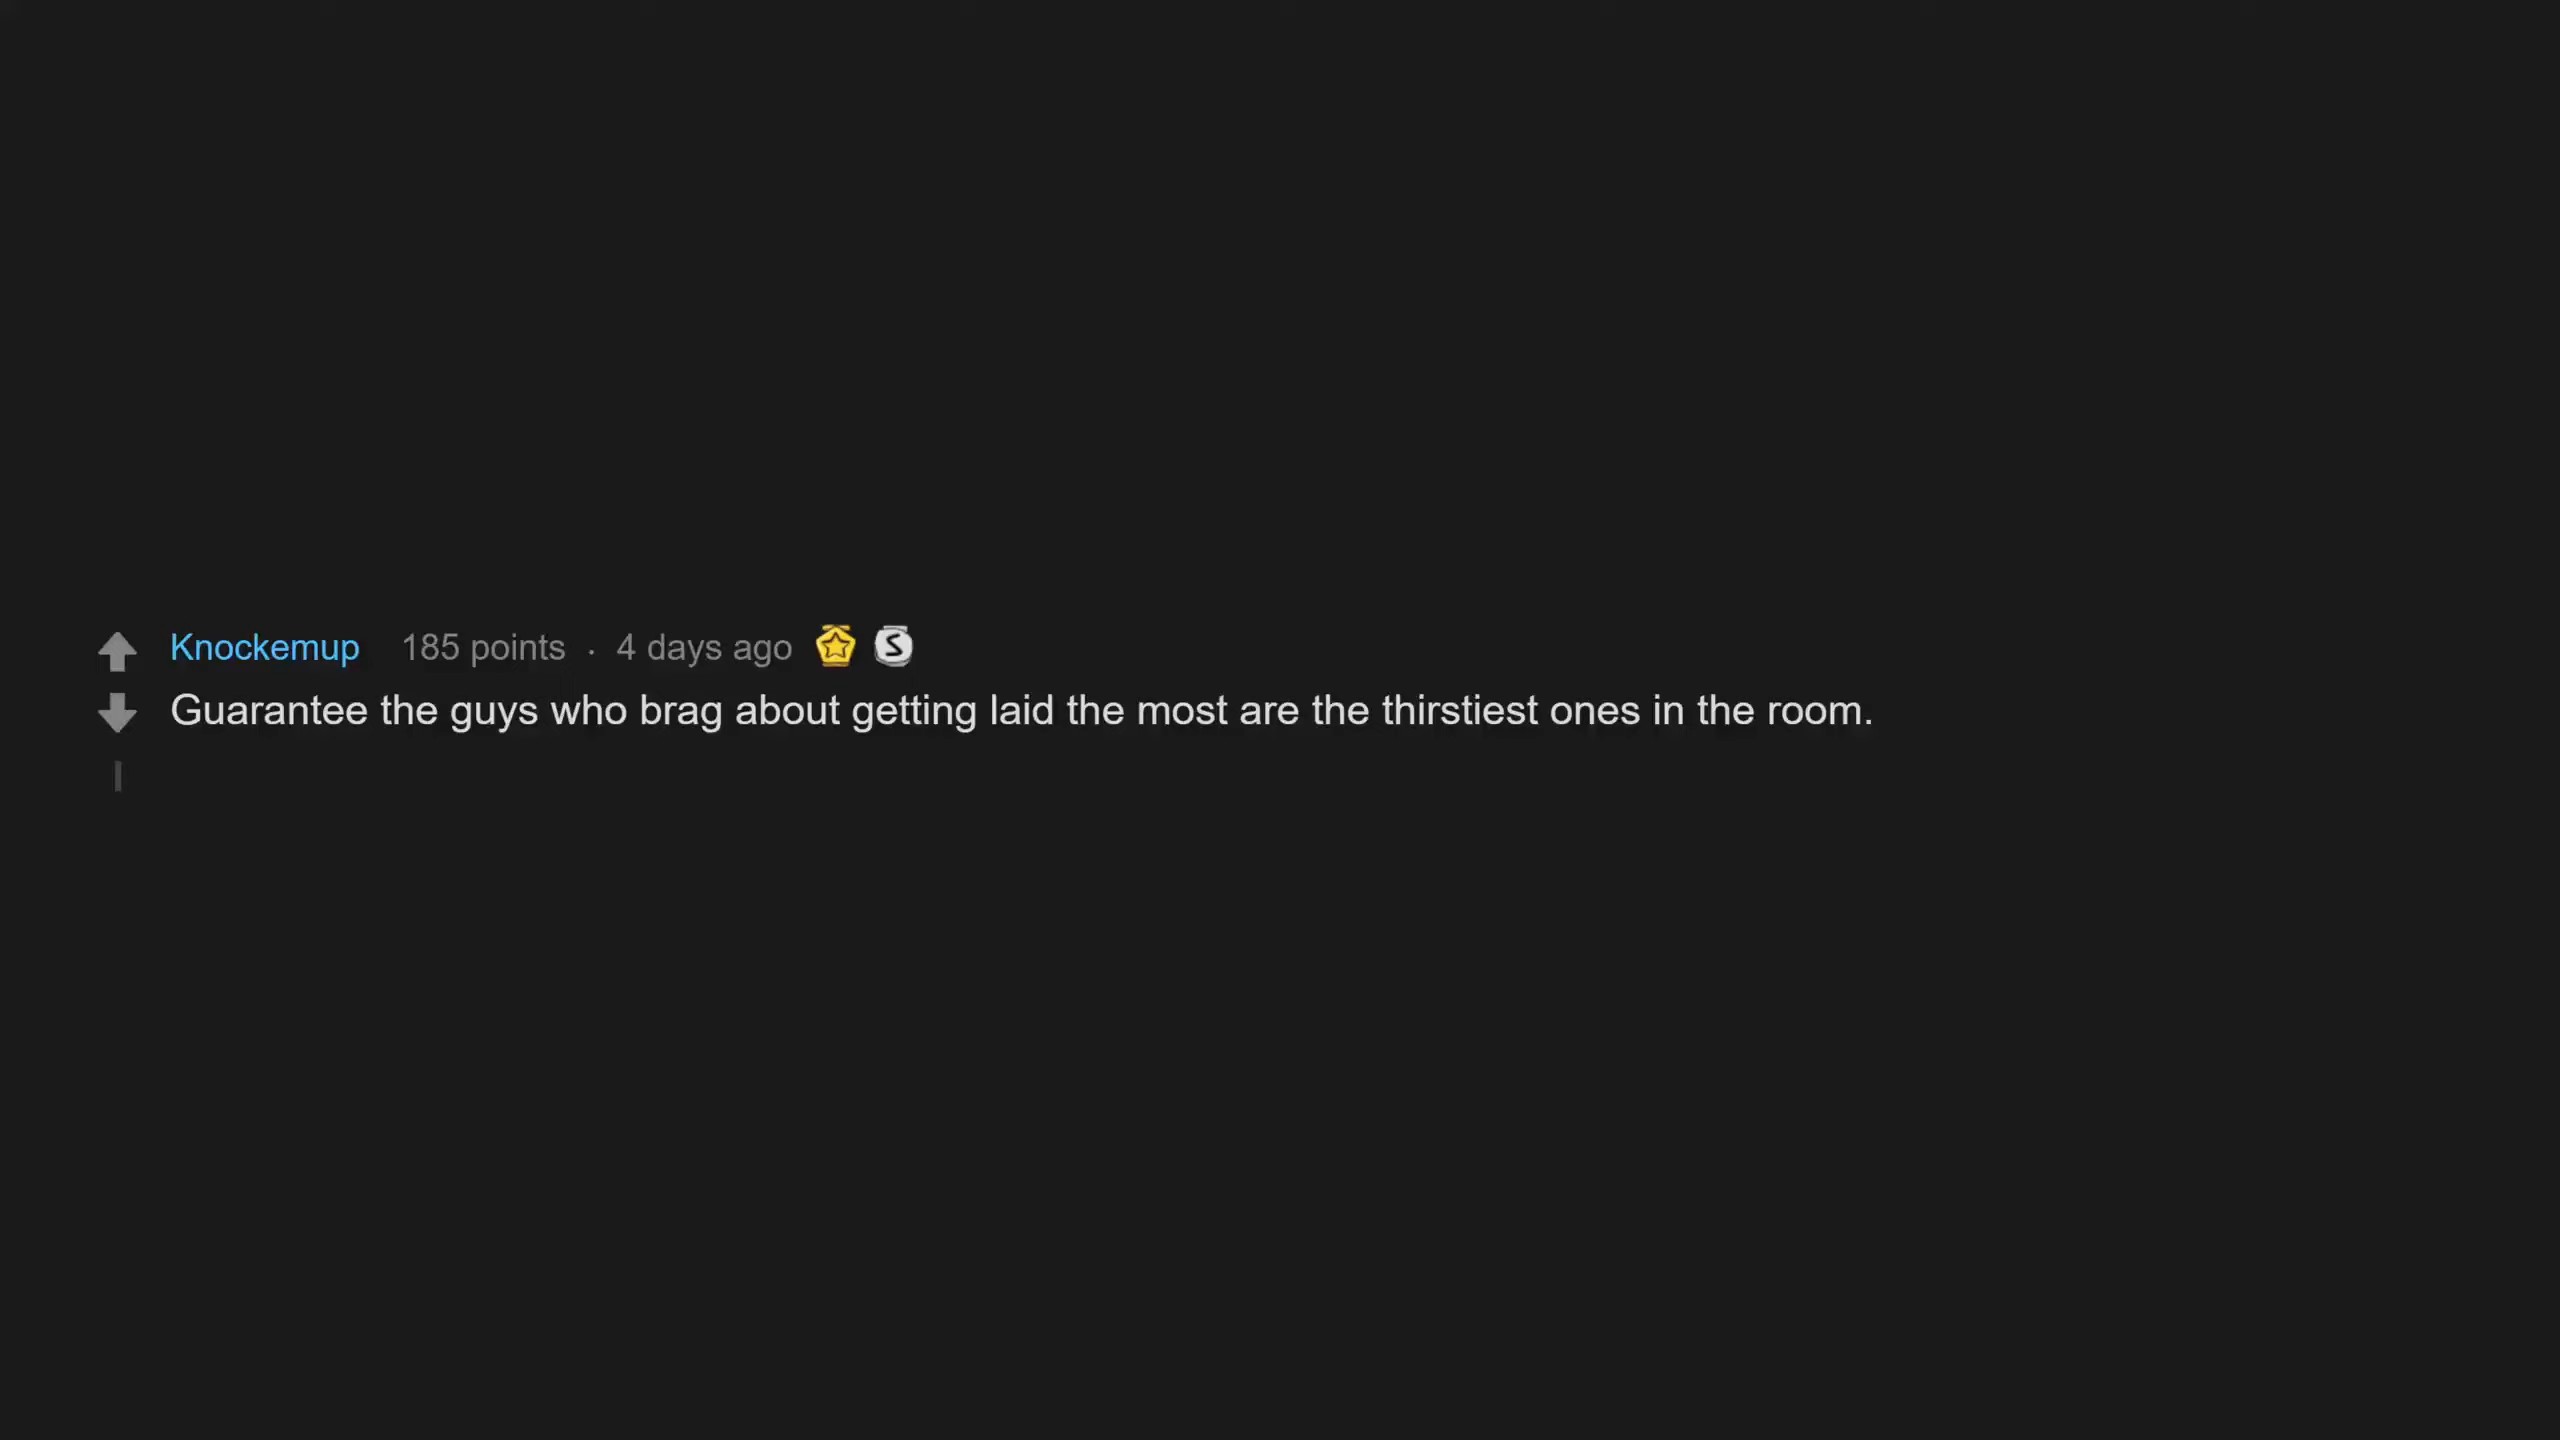 Knockemup 185 points · 4 days ago S
Guarantee the guys who brag about getting laid the most are the thirstiest ones in the room.